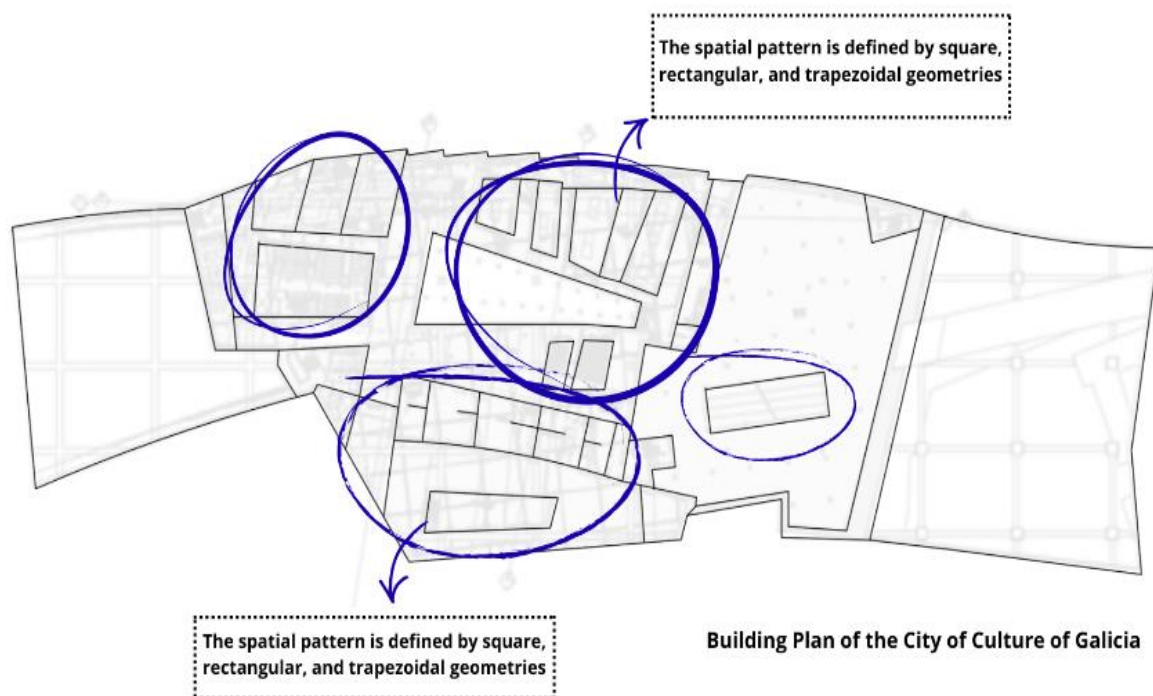 The spatial pattern is defined by square,
rectangular, and trapezoidal geometries
The spatial pattern is defined by square,
rectangular, and trapezoidal geometries
Building Plan of the City of Culture of Galicia